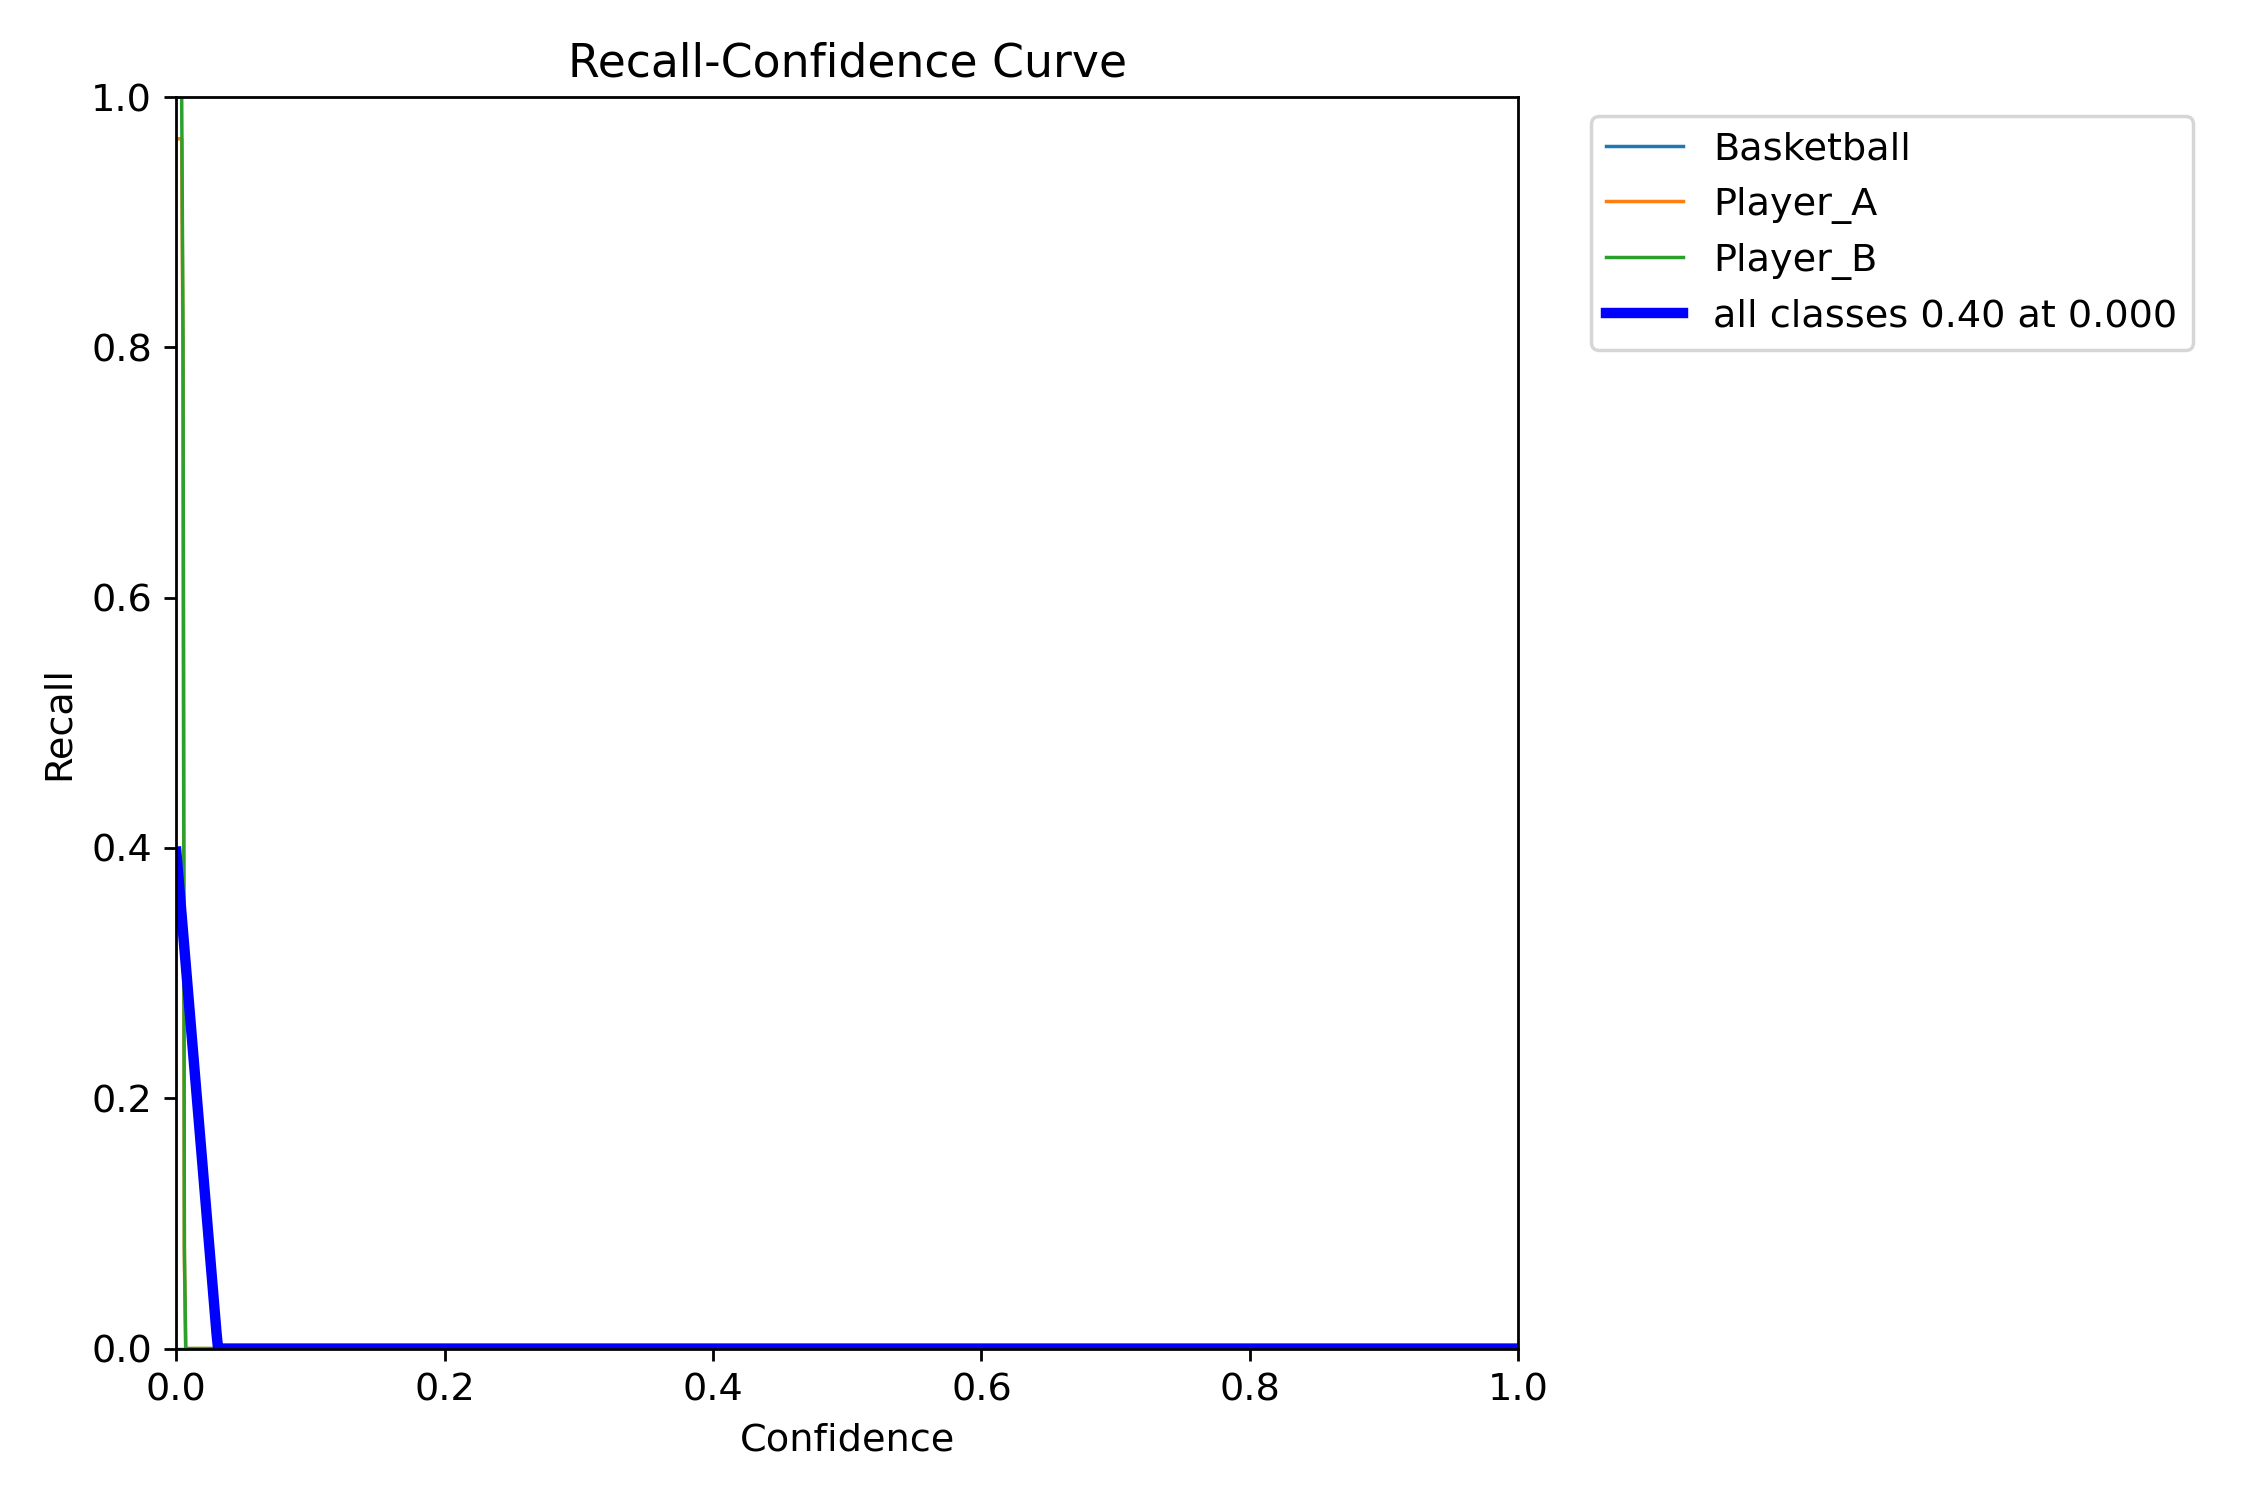 Recall-Confidence Curve
1.0
0.8
0.6
0.4
0.2
0.0
Recall
0.0 0.2 0.4 0.6 0.8 1.0
Confidence
Basketball
Player_A
Player_B
all classes 0.40 at 0.000